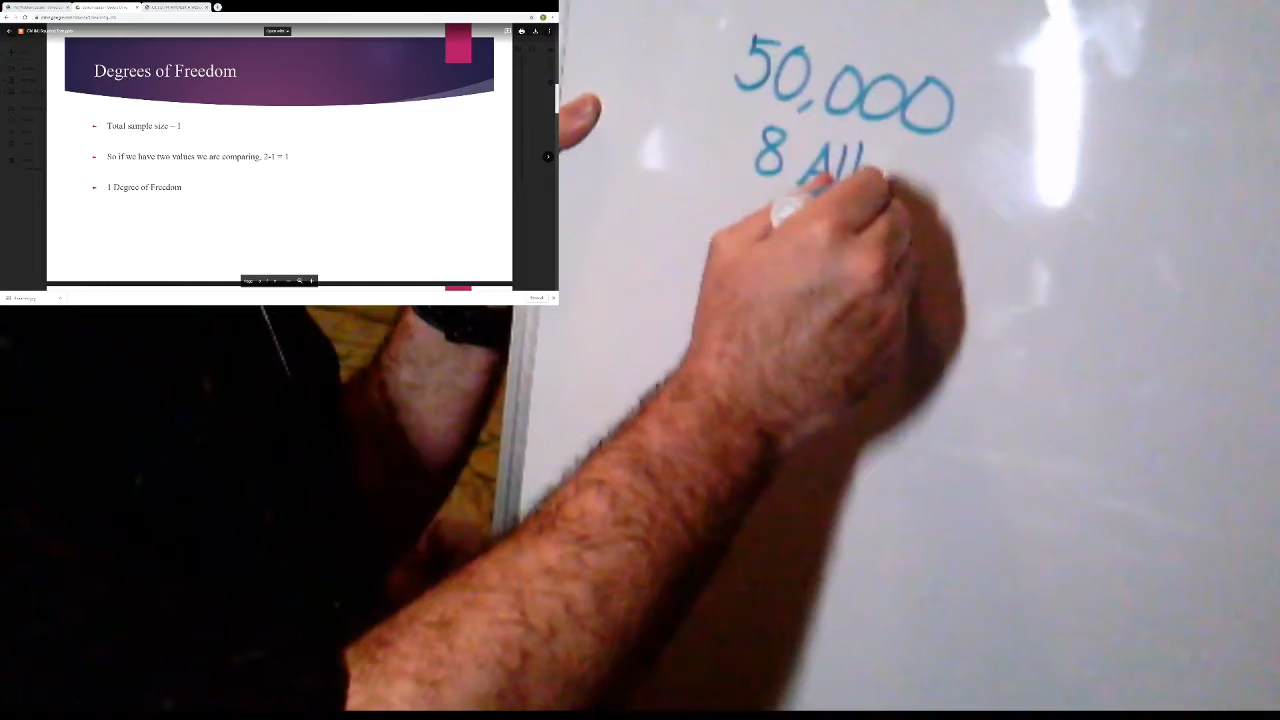 Degrees of Freedom
Total sample size – 1
So if we have two values we are comparing, 2-1 = 1
1 Degree of Freedom
50,000
8 All